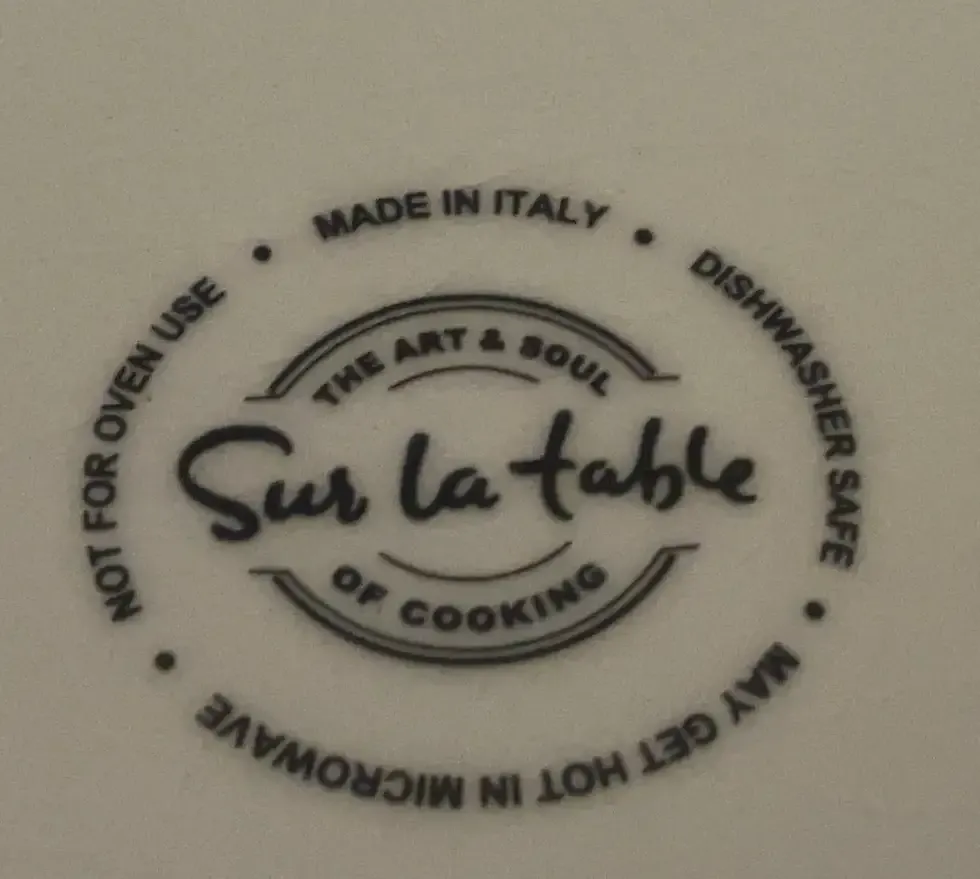 MADE IN ITALY • DISHWASHER SAFE • MAY GET HOT IN MICROWAVE • NOT FOR OVEN USE •
THE ART & SOUL
Sur la table
OF COOKING